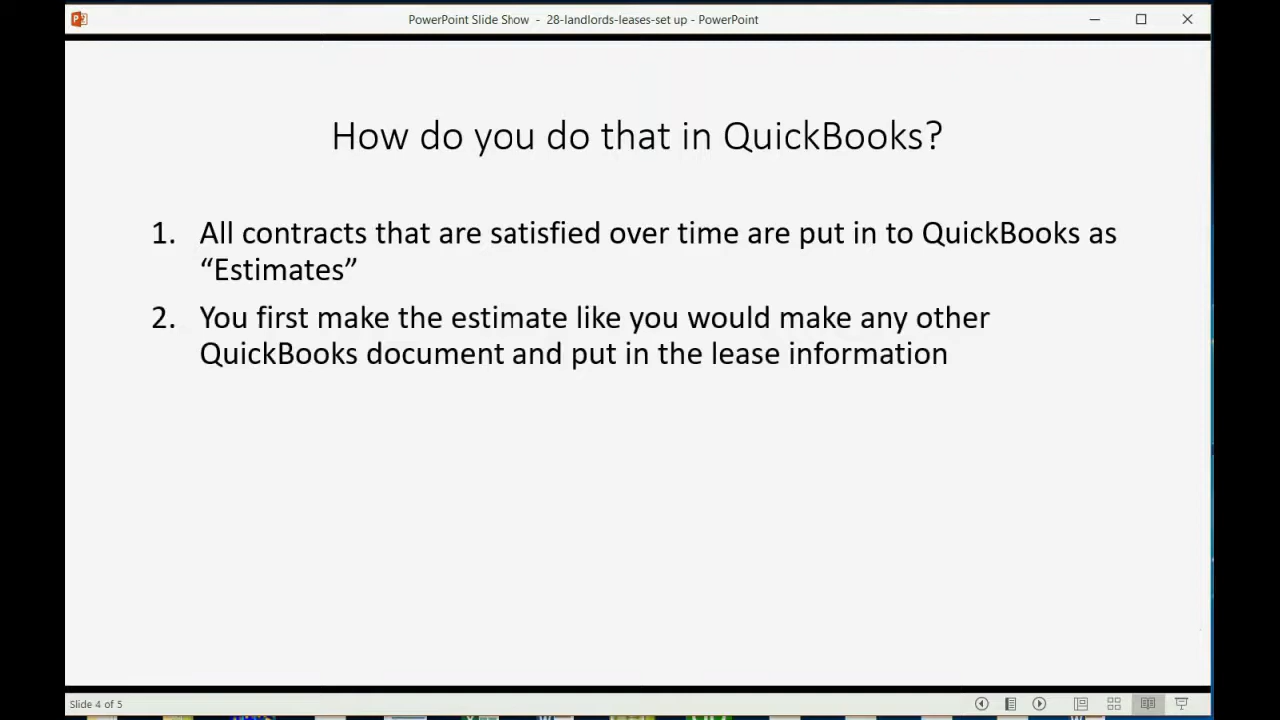 PowerPoint Slide Show - 28-landlords-leases-set up - PowerPoint
How do you do that in QuickBooks?
1. All contracts that are satisfied over time are put in to QuickBooks as
“Estimates”
2. You first make the estimate like you would make any other
QuickBooks document and put in the lease information
Slide 4 of 5